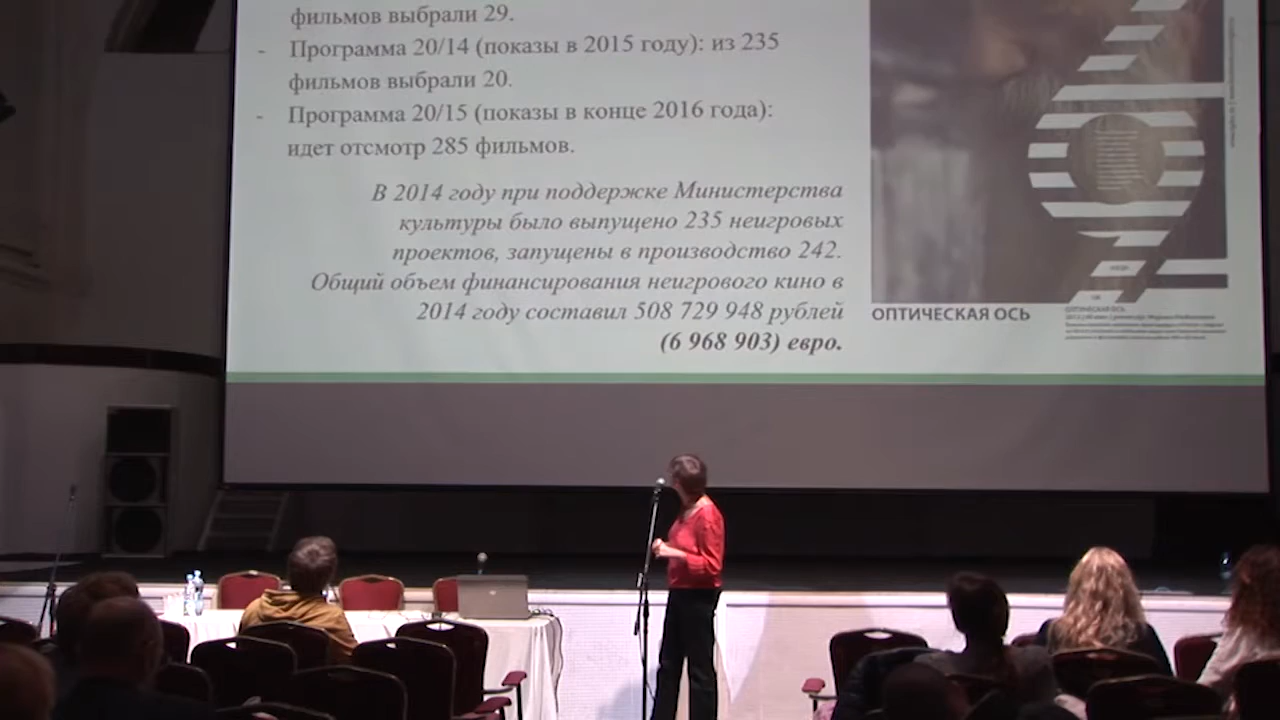 фильмов выбрали 29.
- Программа 20/14 (показы в 2015 году): из 235
фильмов выбрали 20.
- Программа 20/15 (показы в конце 2016 года):
идет отсмотр 285 фильмов.
В 2014 году при поддержке Министерства
культуры было выпущено 235 неигровых
проектов, запущены в производство 242.
Общий объем финансирования неигрового кино в
2014 году составил 508 729 948 рублей
(6 968 903) евро.
ОПТИЧЕСКАЯ ОСЬ
ОПТИЧЕСКАЯ ОСЬ